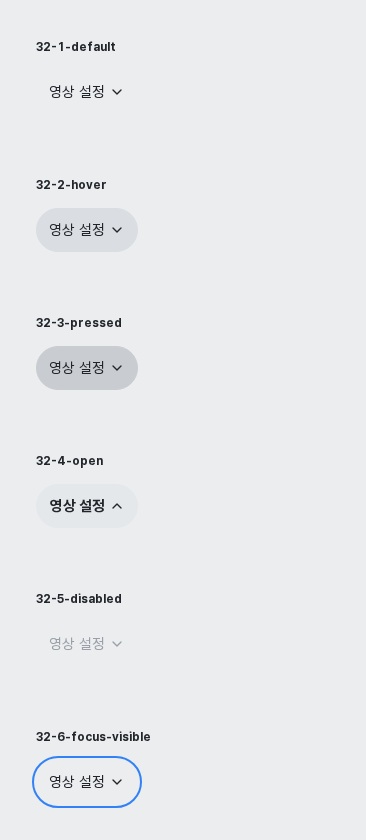 32-1-default
영상 설정
32-2-hover
영상 설정
32-3-pressed
영상 설정
32-4-open
영상 설정
32-5-disabled
영상 설정
32-6-focus-visible
영상 설정